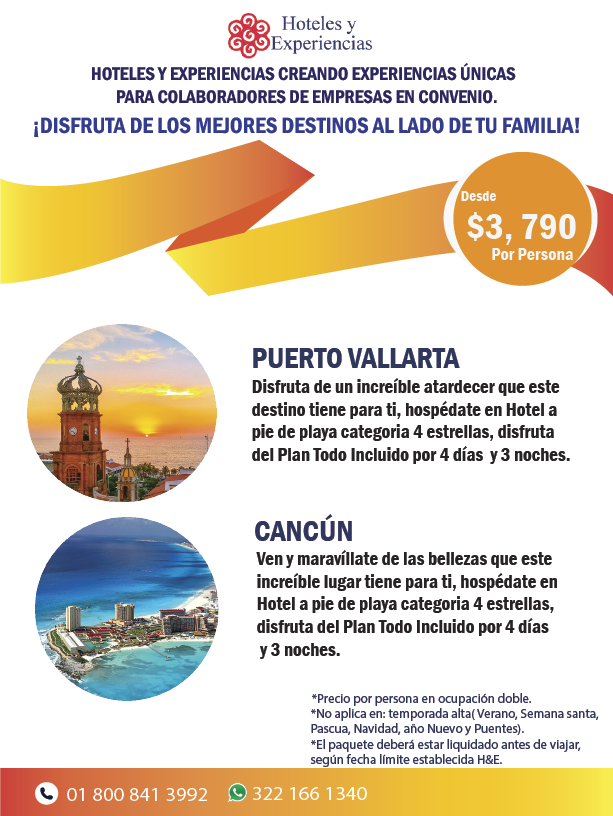 Hoteles y
Experiencias
HOTELES Y EXPERIENCIAS CREANDO EXPERIENCIAS ÚNICAS
PARA COLABORADORES DE EMPRESAS EN CONVENIO.
¡DISFRUTA DE LOS MEJORES DESTINOS AL LADO DE TU FAMILIA!
Desde
$3, 790
Por Persona
PUERTO VALLARTA
Disfruta de un increíble atardecer que este
destino tiene para ti, hospédate en Hotel a
pie de playa categoria 4 estrellas, disfruta
del Plan Todo Incluido por 4 días y 3 noches.
CANCÚN
Ven y maravíllate de las bellezas que este
increíble lugar tiene para ti, hospédate en
Hotel a pie de playa categoria 4 estrellas,
disfruta del Plan Todo Incluido por 4 días
y 3 noches.
*Precio por persona en ocupación doble.
*No aplica en: temporada alta( Verano, Semana santa,
Pascua, Navidad, año Nuevo y Puentes).
*El paquete deberá estar liquidado antes de viajar,
según fecha límite establecida H&E.
01 800 841 3992 322 166 1340